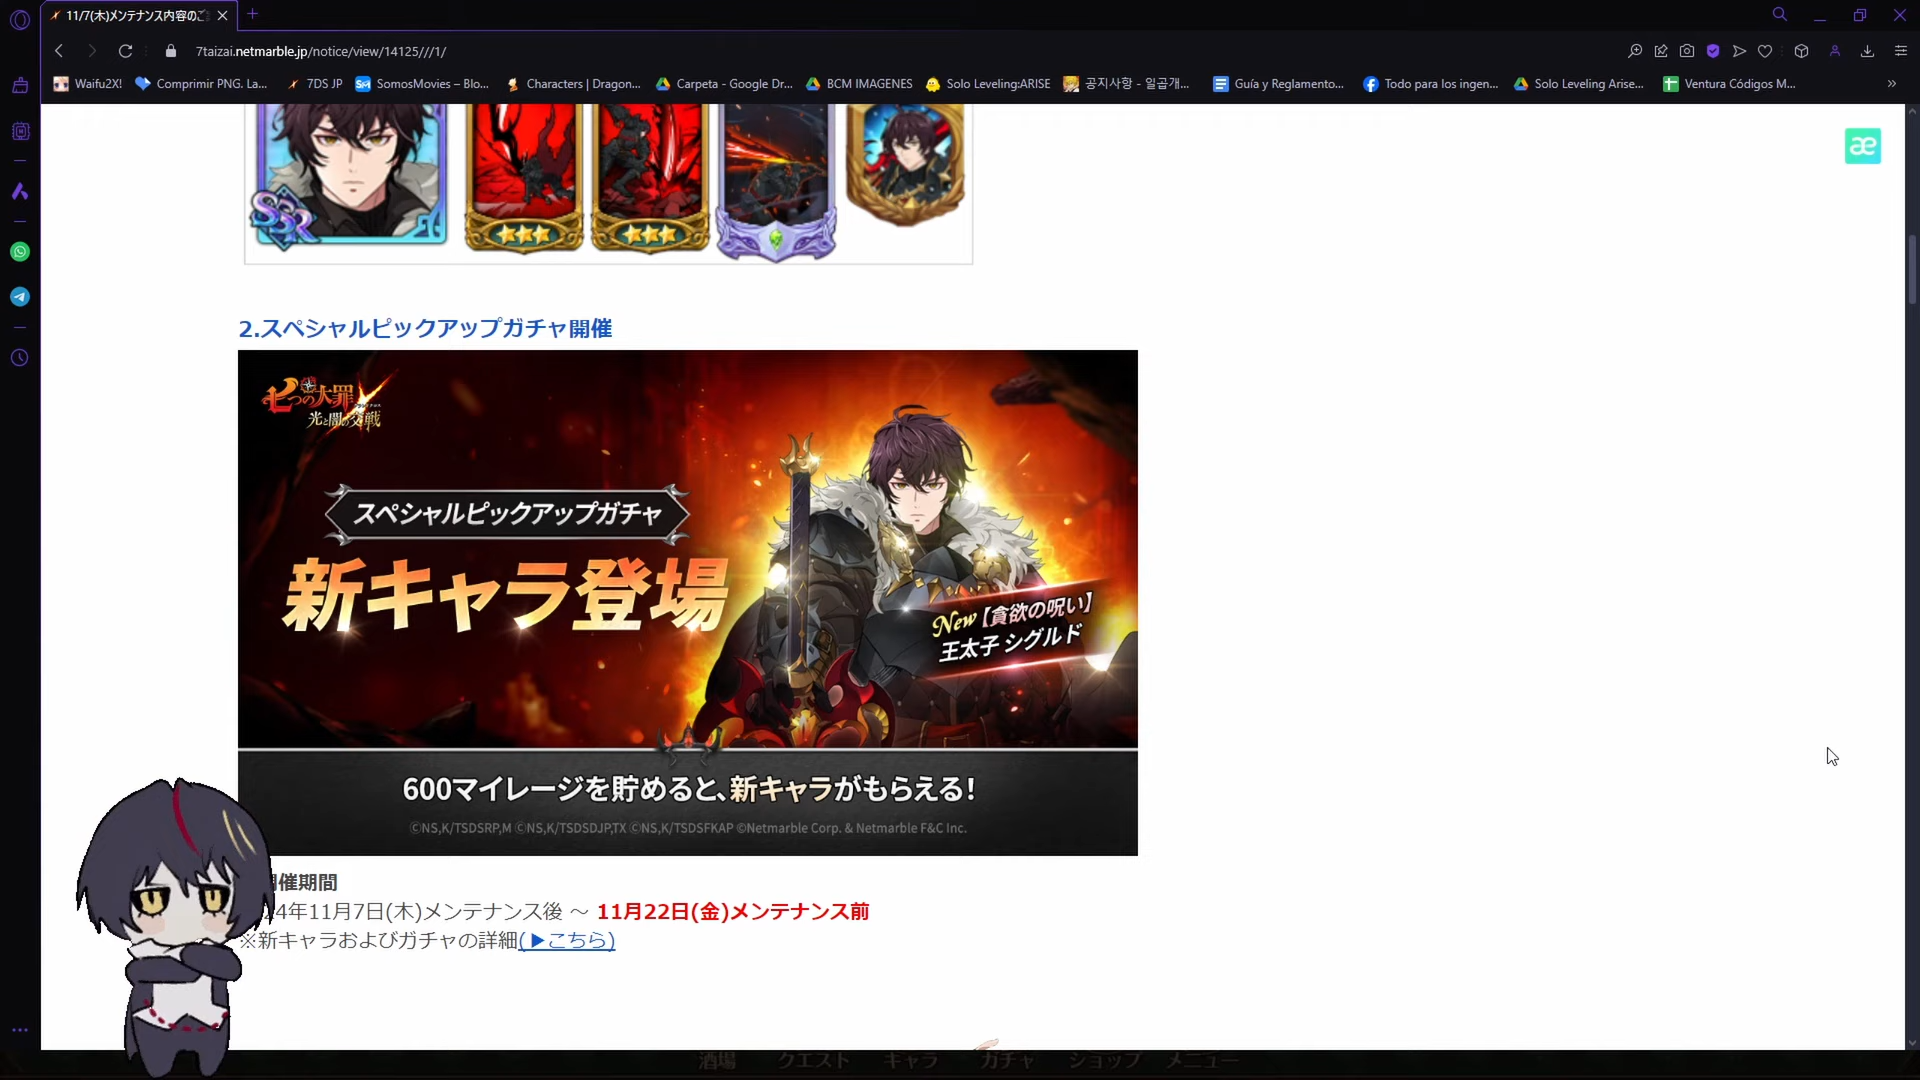 11/7(木)メンテナンス内容のご
7taizai.netmarble.jp/notice/view/14125///1/
Waifu2X!
Comprimir PNG. La...
7DS JP
SomosMovies – Blo...
Characters | Dragon...
Carpeta - Google Dr...
BCM IMAGENES
Solo Leveling:ARISE
공지사항 - 일곱개...
Guía y Reglamento...
Todo para los ingen...
Solo Leveling Arise...
Ventura Códigos M...
æ
SSR
2.スペシャルピックアップガチャ開催
七つの大罪
光と闇の交戦
スペシャルピックアップガチャ
新キャラ登場
New【貪欲の呪い】
王太子 シグルド
600マイレージを貯めると、新キャラがもらえる!
©NS,K/TSDSRP,M ©NS,K/TSDSDJP,TX ©NS,K/TSDSFKAP ©Netmarble Corp. & Netmarble F&C Inc.
催期間
24年11月7日(木)メンテナンス後 ～ 11月22日(金)メンテナンス前
※新キャラおよびガチャの詳細(▶こちら)
酒場 クエスト キャラ ガチャ ショップ メニュー